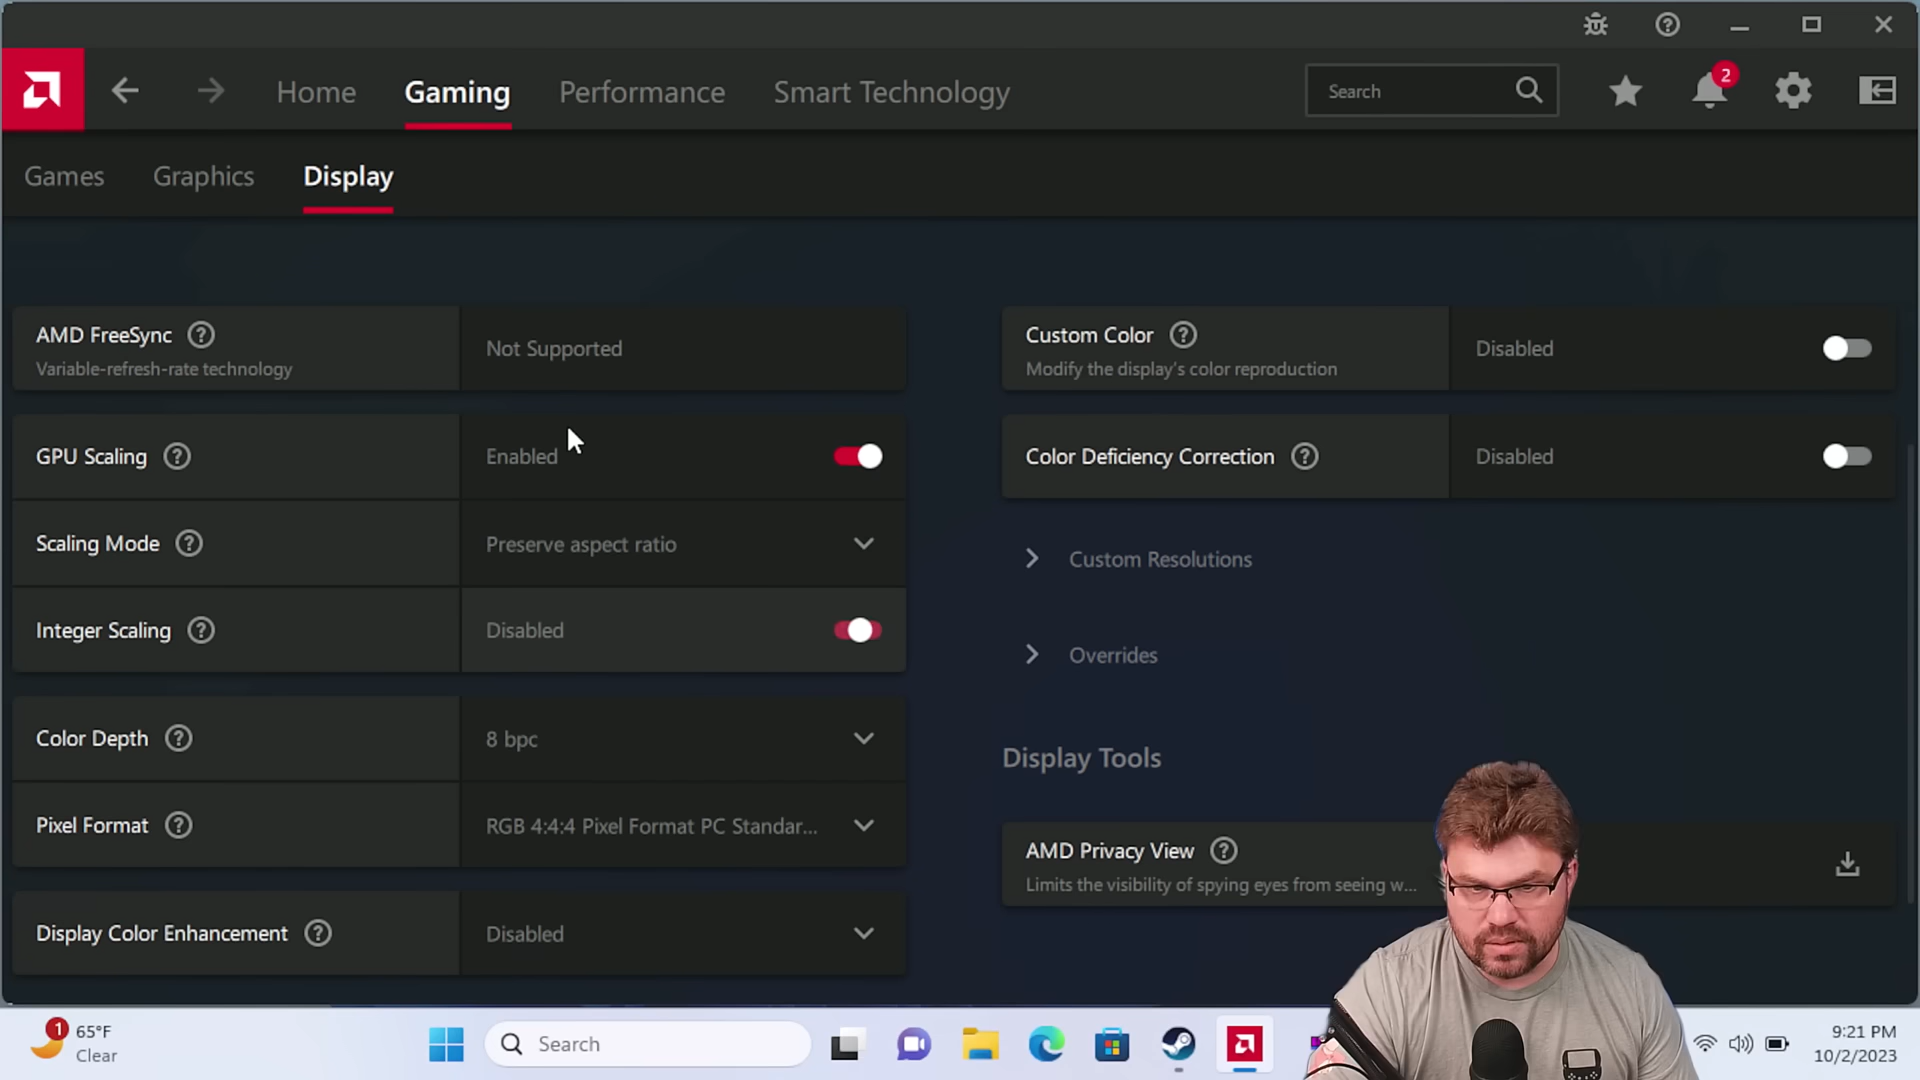 Home
Gaming
Performance
Smart Technology
Search
2
Games
Graphics
Display
AMD FreeSync
Variable-refresh-rate technology
Not Supported
GPU Scaling
Enabled
Scaling Mode
Preserve aspect ratio
Integer Scaling
Disabled
Color Depth
8 bpc
Pixel Format
RGB 4:4:4 Pixel Format PC Standar...
Display Color Enhancement
Disabled
Custom Color
Modify the display's color reproduction
Disabled
Color Deficiency Correction
Disabled
Custom Resolutions
Overrides
Display Tools
AMD Privacy View
Limits the visibility of spying eyes from seeing w...
1
65°F
Clear
Search
9:21 PM
10/2/2023